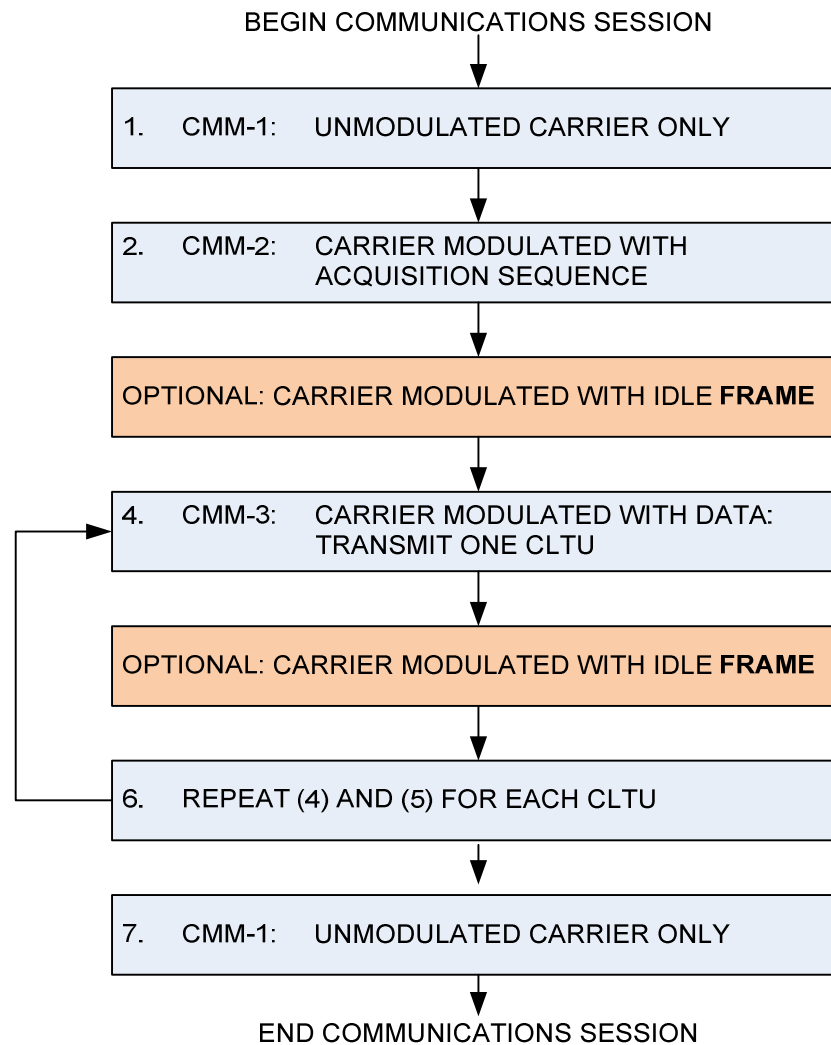 BEGIN COMMUNICATIONS SESSION
1. CMM-1: UNMODULATED CARRIER ONLY
2. CMM-2: CARRIER MODULATED WITH
ACQUISITION SEQUENCE
OPTIONAL: CARRIER MODULATED WITH IDLE FRAME
4. CMM-3: CARRIER MODULATED WITH DATA:
TRANSMIT ONE CLTU
OPTIONAL: CARRIER MODULATED WITH IDLE FRAME
6. REPEAT (4) AND (5) FOR EACH CLTU
7. CMM-1: UNMODULATED CARRIER ONLY
END COMMUNICATIONS SESSION